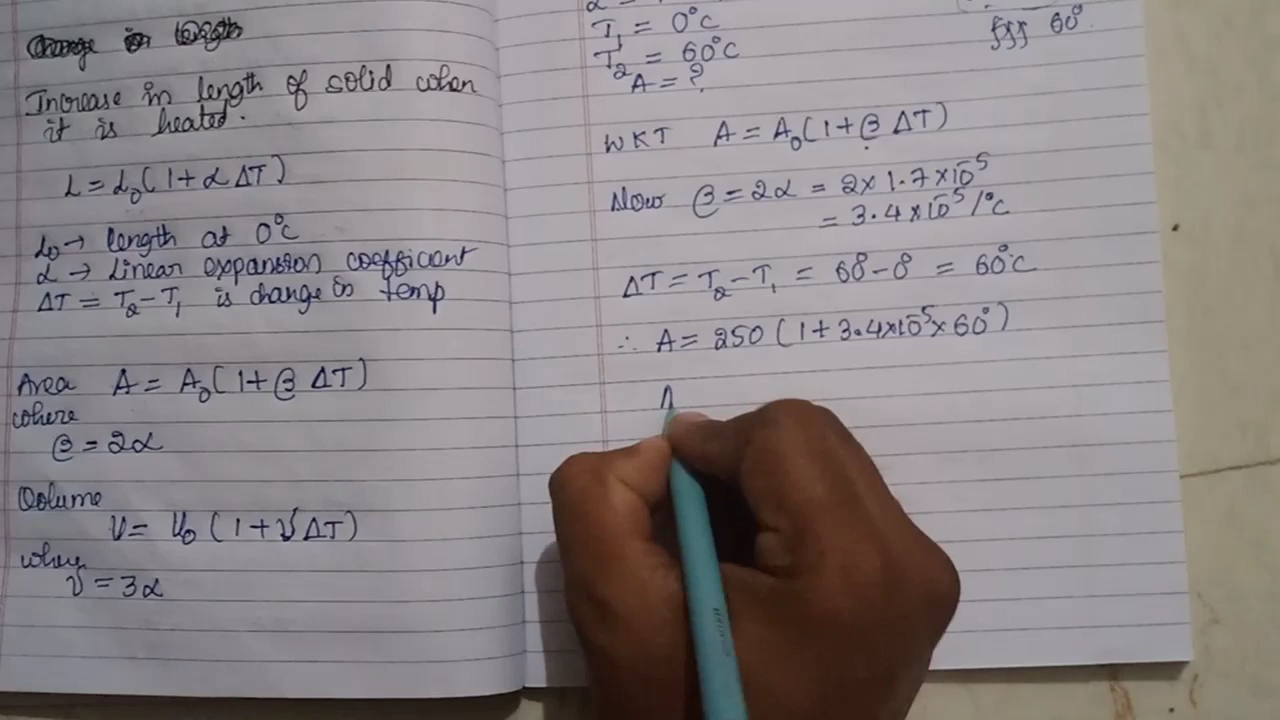 Increase in length of solid when
it is heated.
L = L₀(1 + α ΔT)
L₀ → length at 0°C
α → Linear expansion coefficient
ΔT = T₂ - T₁ is change in temp
Area A = A₀(1 + β ΔT)
where
β = 2α
Volume
V = V₀ (1 + γ ΔT)
when
γ = 3α
T₁ = 0°C
T₂ = 60°C
A = ?
60°
WKT A = A₀(1 + β ΔT)
Now β = 2α = 2 × 1.7 × 10⁻⁵
= 3.4 × 10⁻⁵ /°C
ΔT = T₂ - T₁ = 60° - 0° = 60°C
∴ A = 250 (1 + 3.4 × 10⁻⁵ × 60°)
A